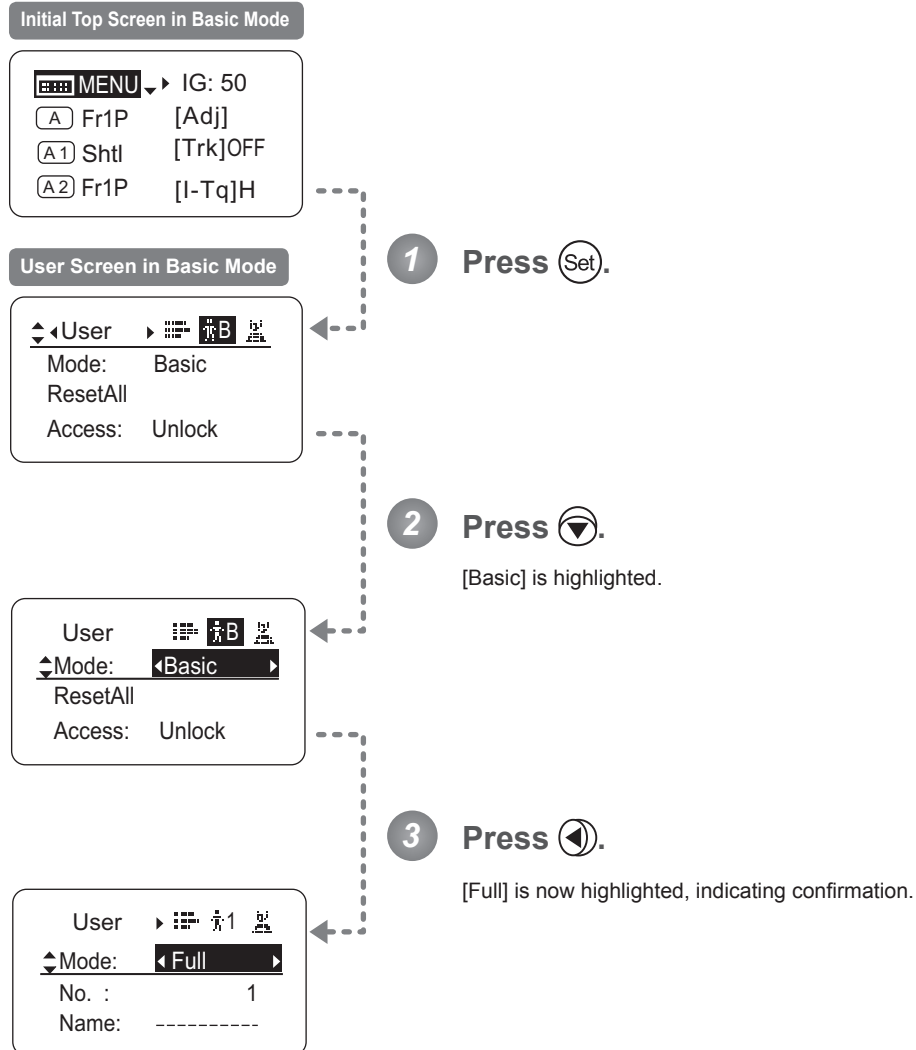 Initial Top Screen in Basic Mode
MENU IG: 50
A Fr1P [Adj]
A1 Shtl [Trk]OFF
A2 Fr1P [I-Tq]H
1 Press Set.
User Screen in Basic Mode
User B
Mode: Basic
ResetAll
Access: Unlock
2 Press .
[Basic] is highlighted.
User B
Mode: Basic
ResetAll
Access: Unlock
3 Press .
[Full] is now highlighted, indicating confirmation.
User 1
Mode: Full
No. : 1
Name: ----------